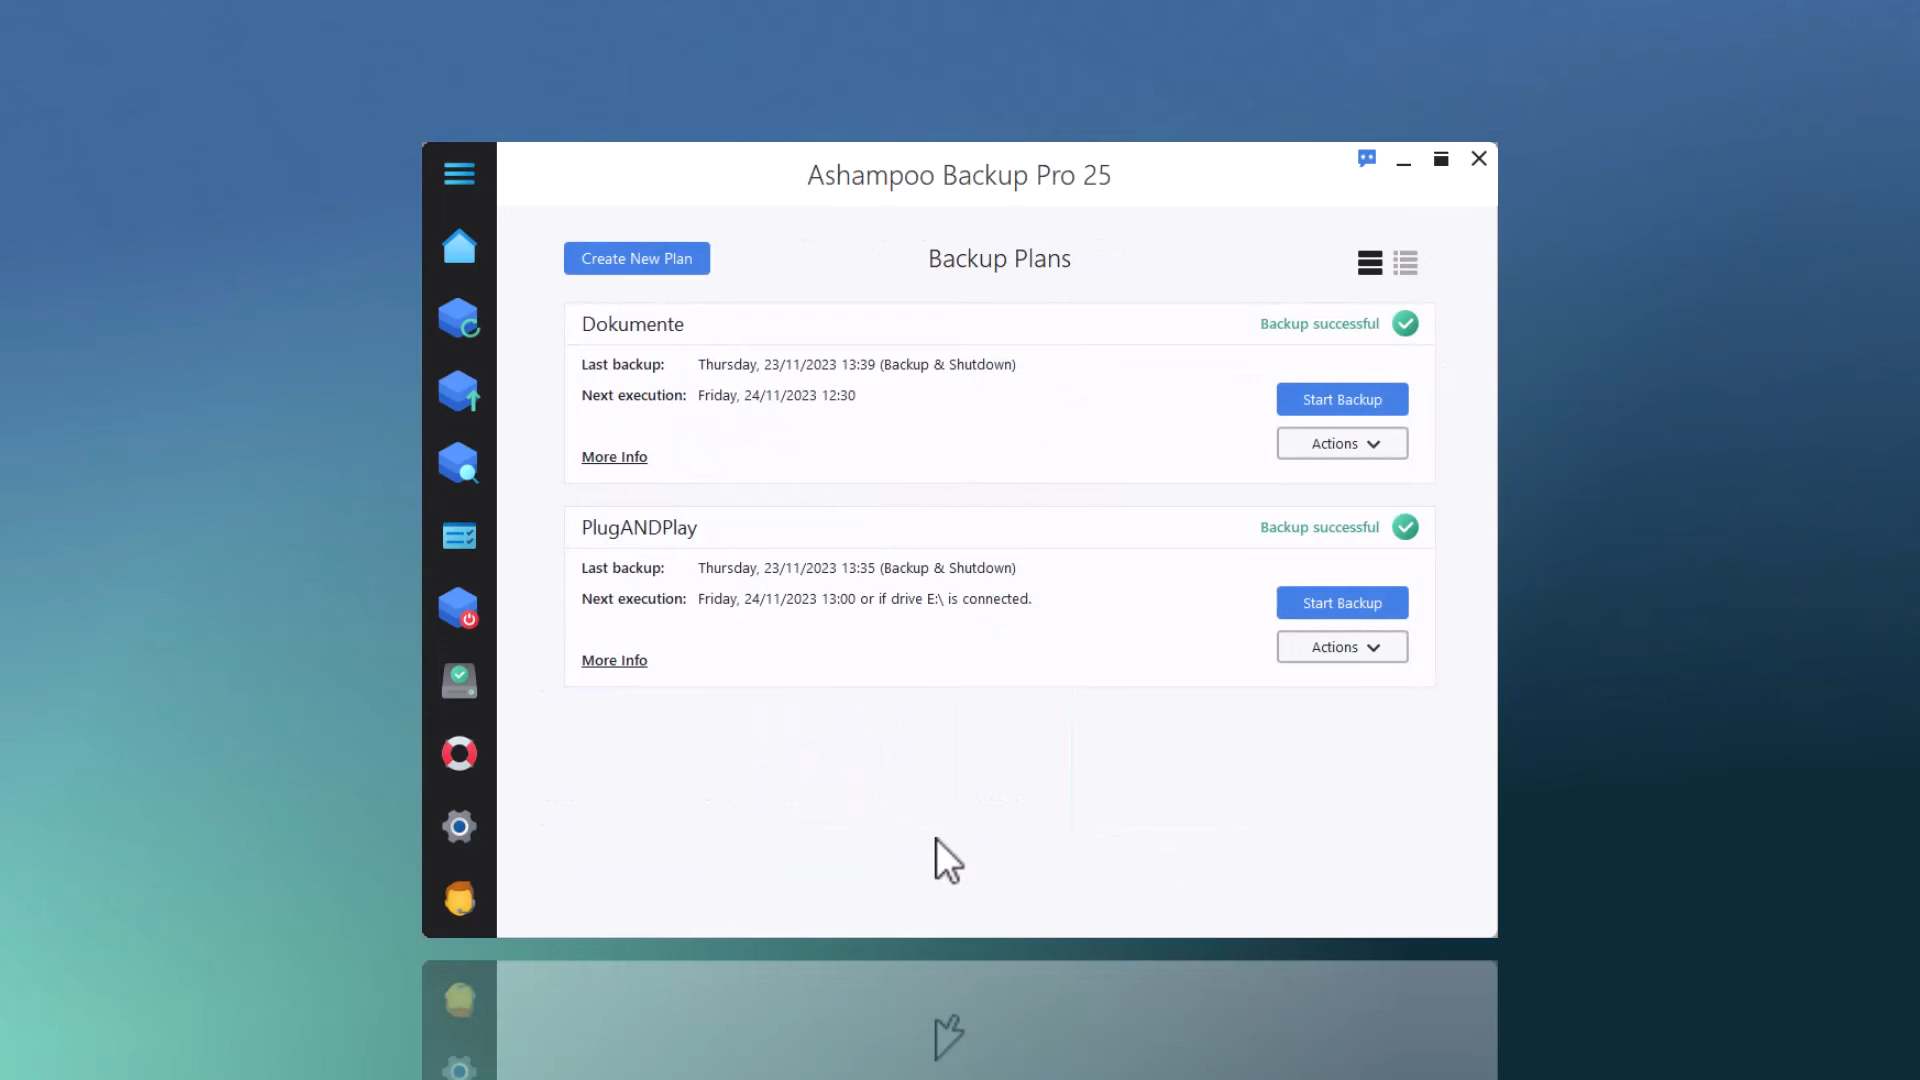 Ashampoo Backup Pro 25
Create New Plan
Backup Plans
Dokumente
Backup successful
Last backup: Thursday, 23/11/2023 13:39 (Backup & Shutdown)
Next execution: Friday, 24/11/2023 12:30
Start Backup
Actions
More Info
PlugANDPlay
Backup successful
Last backup: Thursday, 23/11/2023 13:35 (Backup & Shutdown)
Next execution: Friday, 24/11/2023 13:00 or if drive E:\ is connected.
Start Backup
Actions
More Info